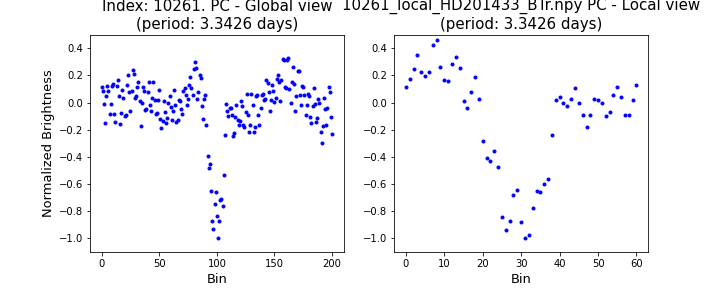 Index: 10261. PC - Global view
(period: 3.3426 days)
10261_local_HD201433_BTr.npy PC - Local view
(period: 3.3426 days)
Normalized Brightness
0.4
0.2
0.0
−0.2
−0.4
−0.6
−0.8
−1.0
0 50 100 150 200
Bin
0.4
0.2
0.0
−0.2
−0.4
−0.6
−0.8
−1.0
0 10 20 30 40 50 60
Bin